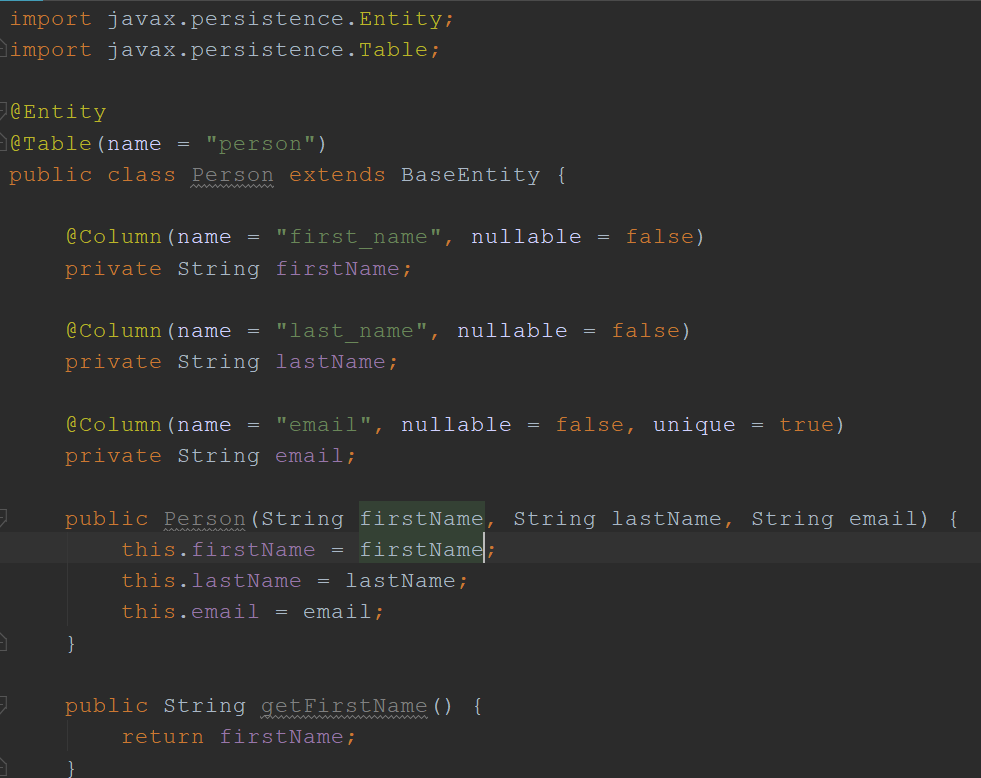 import javax.persistence.Entity;
import javax.persistence.Table;
@Entity
@Table(name = "person")
public class Person extends BaseEntity {
@Column(name = "first_name", nullable = false)
private String firstName;
@Column(name = "last_name", nullable = false)
private String lastName;
@Column(name = "email", nullable = false, unique = true)
private String email;
public Person(String firstName, String lastName, String email) {
this.firstName = firstName;
this.lastName = lastName;
this.email = email;
}
public String getFirstName() {
return firstName;
}